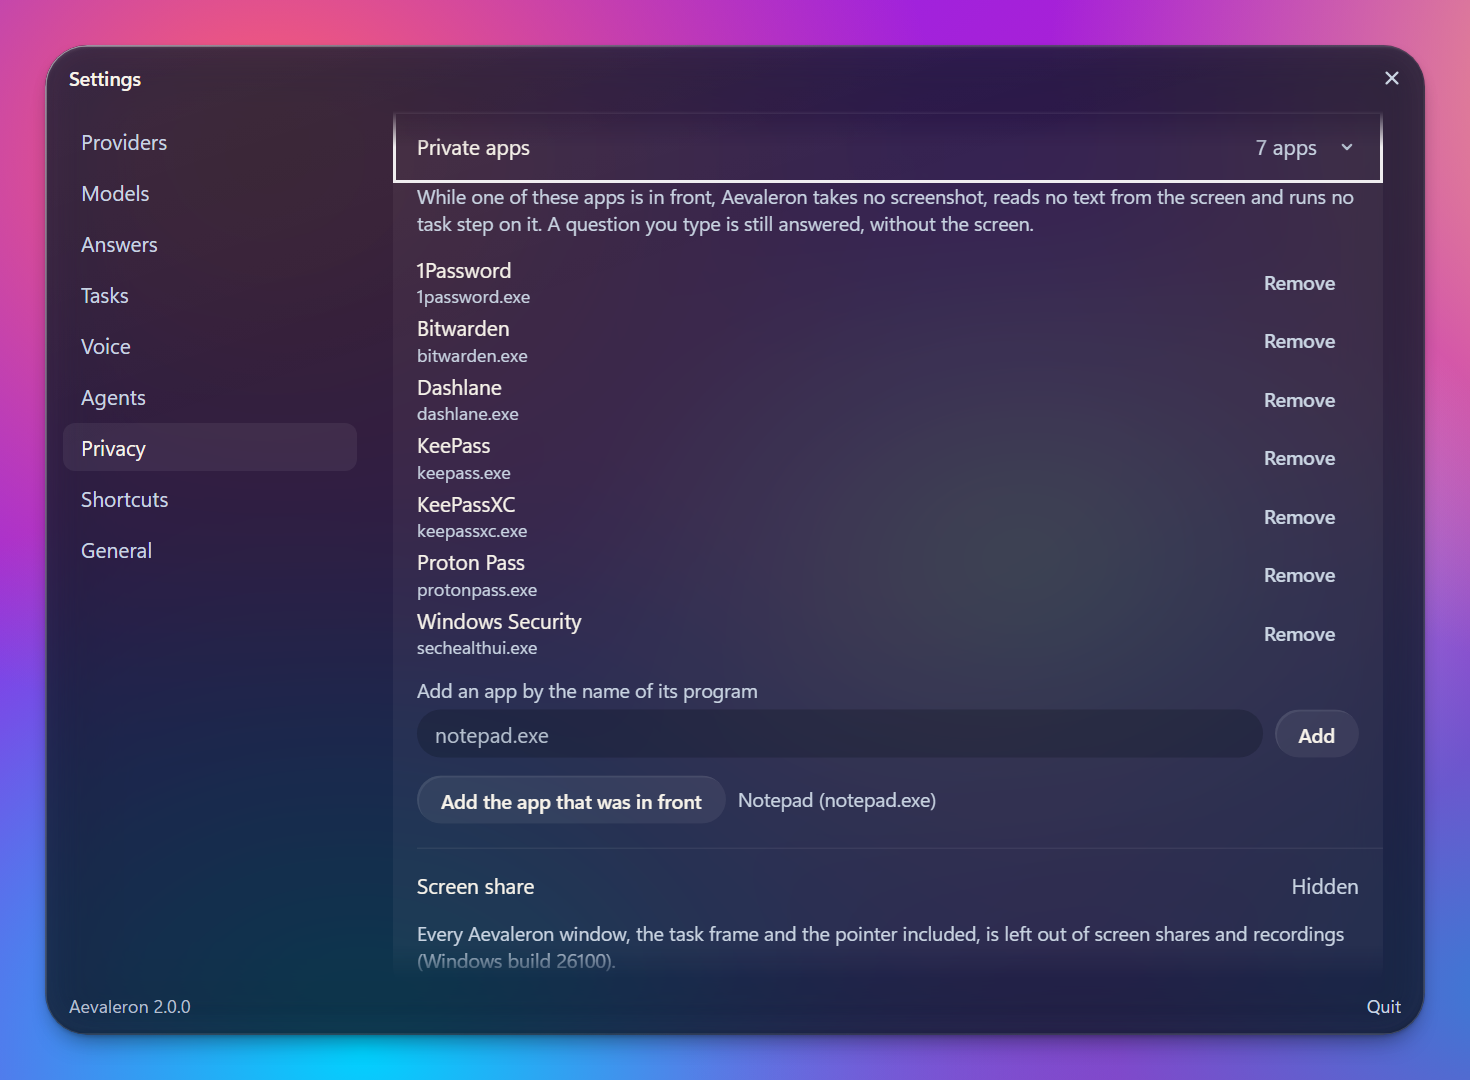 Settings
Providers
Models
Answers
Tasks
Voice
Agents
Privacy
Shortcuts
General
Private apps
7 apps
While one of these apps is in front, Aevaleron takes no screenshot, reads no text from the screen and runs no
task step on it. A question you type is still answered, without the screen.
1Password
1password.exe
Remove
Bitwarden
bitwarden.exe
Remove
Dashlane
dashlane.exe
Remove
KeePass
keepass.exe
Remove
KeePassXC
keepassxc.exe
Remove
Proton Pass
protonpass.exe
Remove
Windows Security
sechealthui.exe
Remove
Add an app by the name of its program
notepad.exe
Add
Add the app that was in front
Notepad (notepad.exe)
Screen share
Hidden
Every Aevaleron window, the task frame and the pointer included, is left out of screen shares and recordings
(Windows build 26100).
Aevaleron 2.0.0
Quit